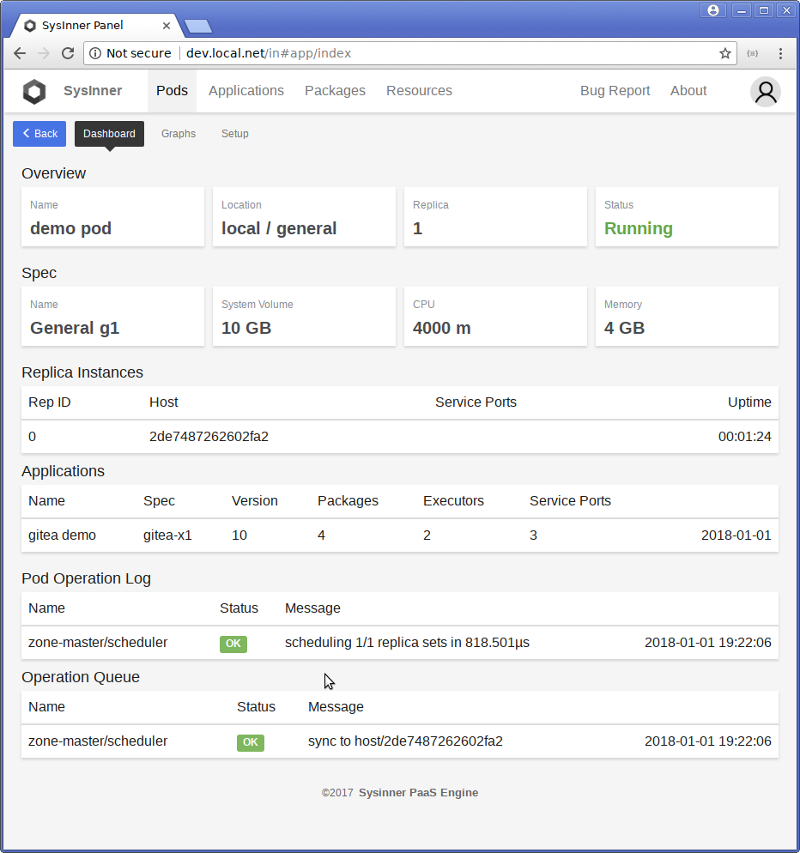 SysInner Panel
Not secure dev.local.net/in#app/index
SysInner Pods Applications Packages Resources Bug Report About
Back Dashboard Graphs Setup
Overview
Name Location Replica Status
demo pod local / general 1 Running
Spec
Name System Volume CPU Memory
General g1 10 GB 4000 m 4 GB
Replica Instances
Rep ID Host Service Ports Uptime
0 2de7487262602fa2 00:01:24
Applications
Name Spec Version Packages Executors Service Ports
gitea demo gitea-x1 10 4 2 3 2018-01-01
Pod Operation Log
Name Status Message
zone-master/scheduler OK scheduling 1/1 replica sets in 818.501µs 2018-01-01 19:22:06
Operation Queue
Name Status Message
zone-master/scheduler OK sync to host/2de7487262602fa2 2018-01-01 19:22:06
©2017 Sysinner PaaS Engine